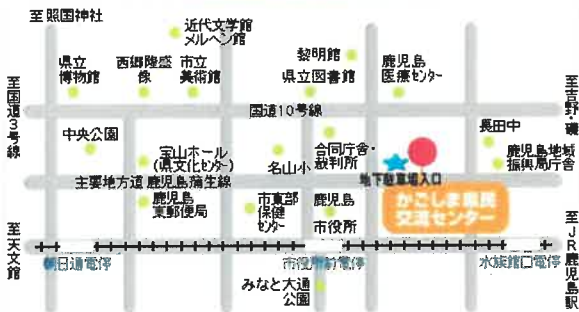 至照国神社
近代文学館
メルヘン館
黎明館
県立
博物館
西郷隆盛
像
市立
美術館
県立図書館
鹿児島
医療センター
至国道3号線
国道10号線
至吉野・磯
中央公園
宝山ホール
(県文化センター)
名山小
合同庁舎・
裁判所
長田中
鹿児島地域
振興局庁舎
地下駐車場入口
主要地方道 鹿児島蒲生線
鹿児島
東郵便局
市東部
保健
センター
鹿児島
市役所
かごしま県民
交流センター
至天文館
至JR鹿児島駅
朝日通電停
市役所前電停
水族館口電停
みなと大通
公園